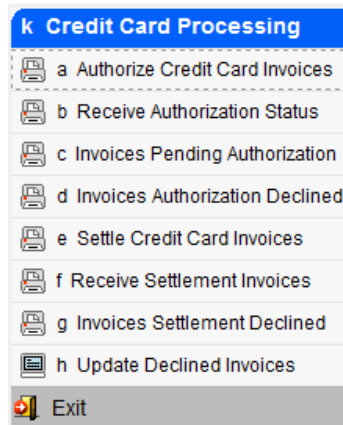 k Credit Card Processing
a Authorize Credit Card Invoices
b Receive Authorization Status
c Invoices Pending Authorization
d Invoices Authorization Declined
e Settle Credit Card Invoices
f Receive Settlement Invoices
g Invoices Settlement Declined
h Update Declined Invoices
Exit